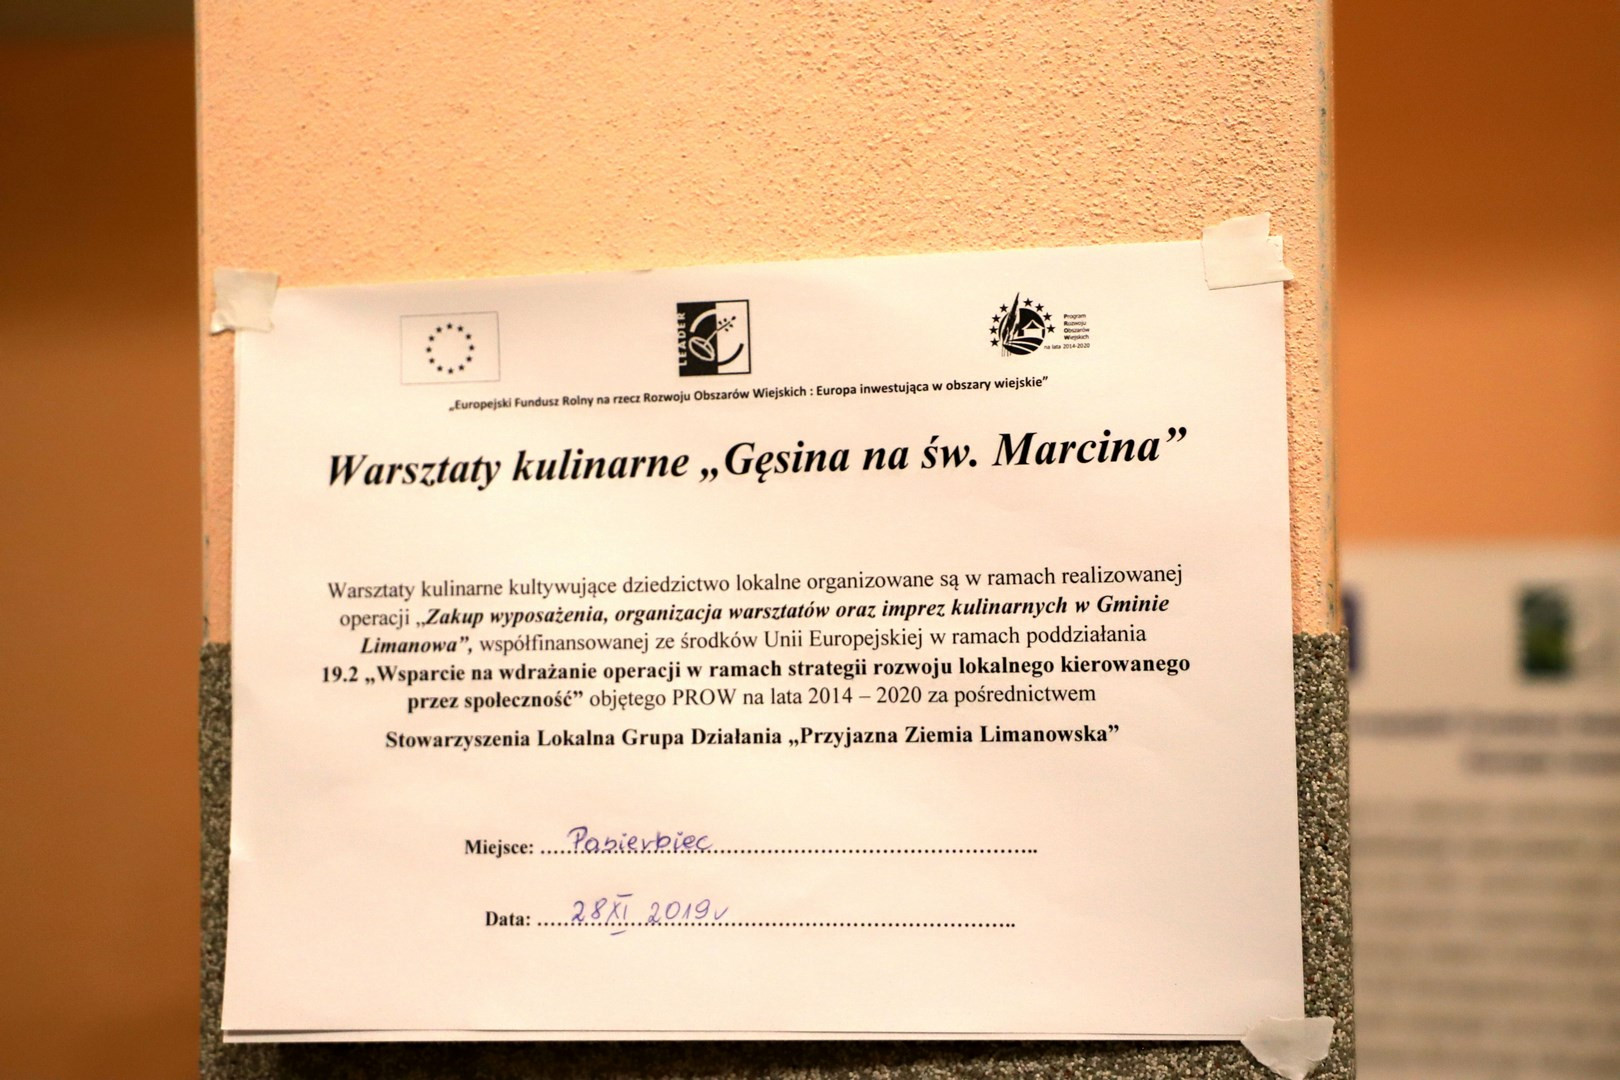 LEADER
Program
Rozwoju
Obszarów
Wiejskich
na lata 2014-2020
„Europejski Fundusz Rolny na rzecz Rozwoju Obszarów Wiejskich : Europa inwestująca w obszary wiejskie”
Warsztaty kulinarne „Gęsina na św. Marcina”
Warsztaty kulinarne kultywujące dziedzictwo lokalne organizowane są w ramach realizowanej
operacji „Zakup wyposażenia, organizacja warsztatów oraz imprez kulinarnych w Gminie
Limanowa”, współfinansowanej ze środków Unii Europejskiej w ramach poddziałania
19.2 „Wsparcie na wdrażanie operacji w ramach strategii rozwoju lokalnego kierowanego
przez społeczność” objętego PROW na lata 2014 – 2020 za pośrednictwem
Stowarzyszenia Lokalna Grupa Działania „Przyjazna Ziemia Limanowska”
Miejsce: Pasierbiec
Data: 28 XI 2019r